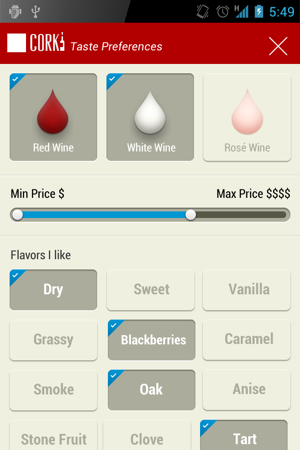 5:49
CORK Taste Preferences
Red Wine White Wine Rosé Wine
Min Price $ Max Price $$$$
Flavors I like
Dry Sweet Vanilla
Grassy Blackberries Caramel
Smoke Oak Anise
Stone Fruit Clove Tart